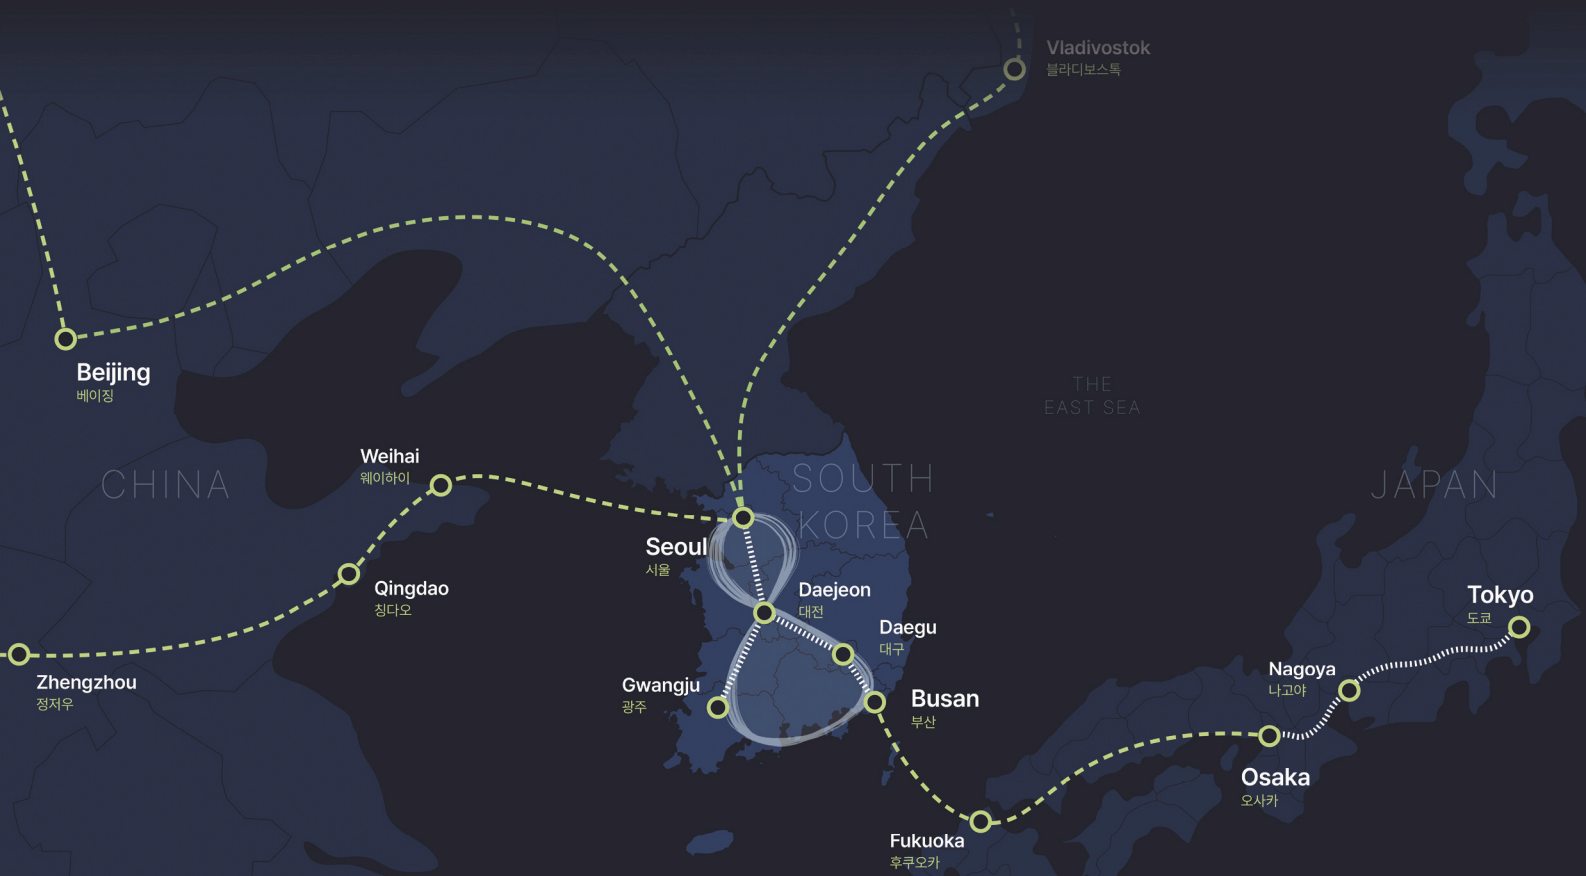 Vladivostok
블라디보스톡
Beijing
베이징
THE
EAST SEA
Weihai
웨이하이
CHINA
SOUTH
KOREA
JAPAN
Seoul
서울
Qingdao
칭다오
Daejeon
대전
Tokyo
도쿄
Daegu
대구
Nagoya
나고야
Zhengzhou
정저우
Gwangju
광주
Busan
부산
Osaka
오사카
Fukuoka
후쿠오카